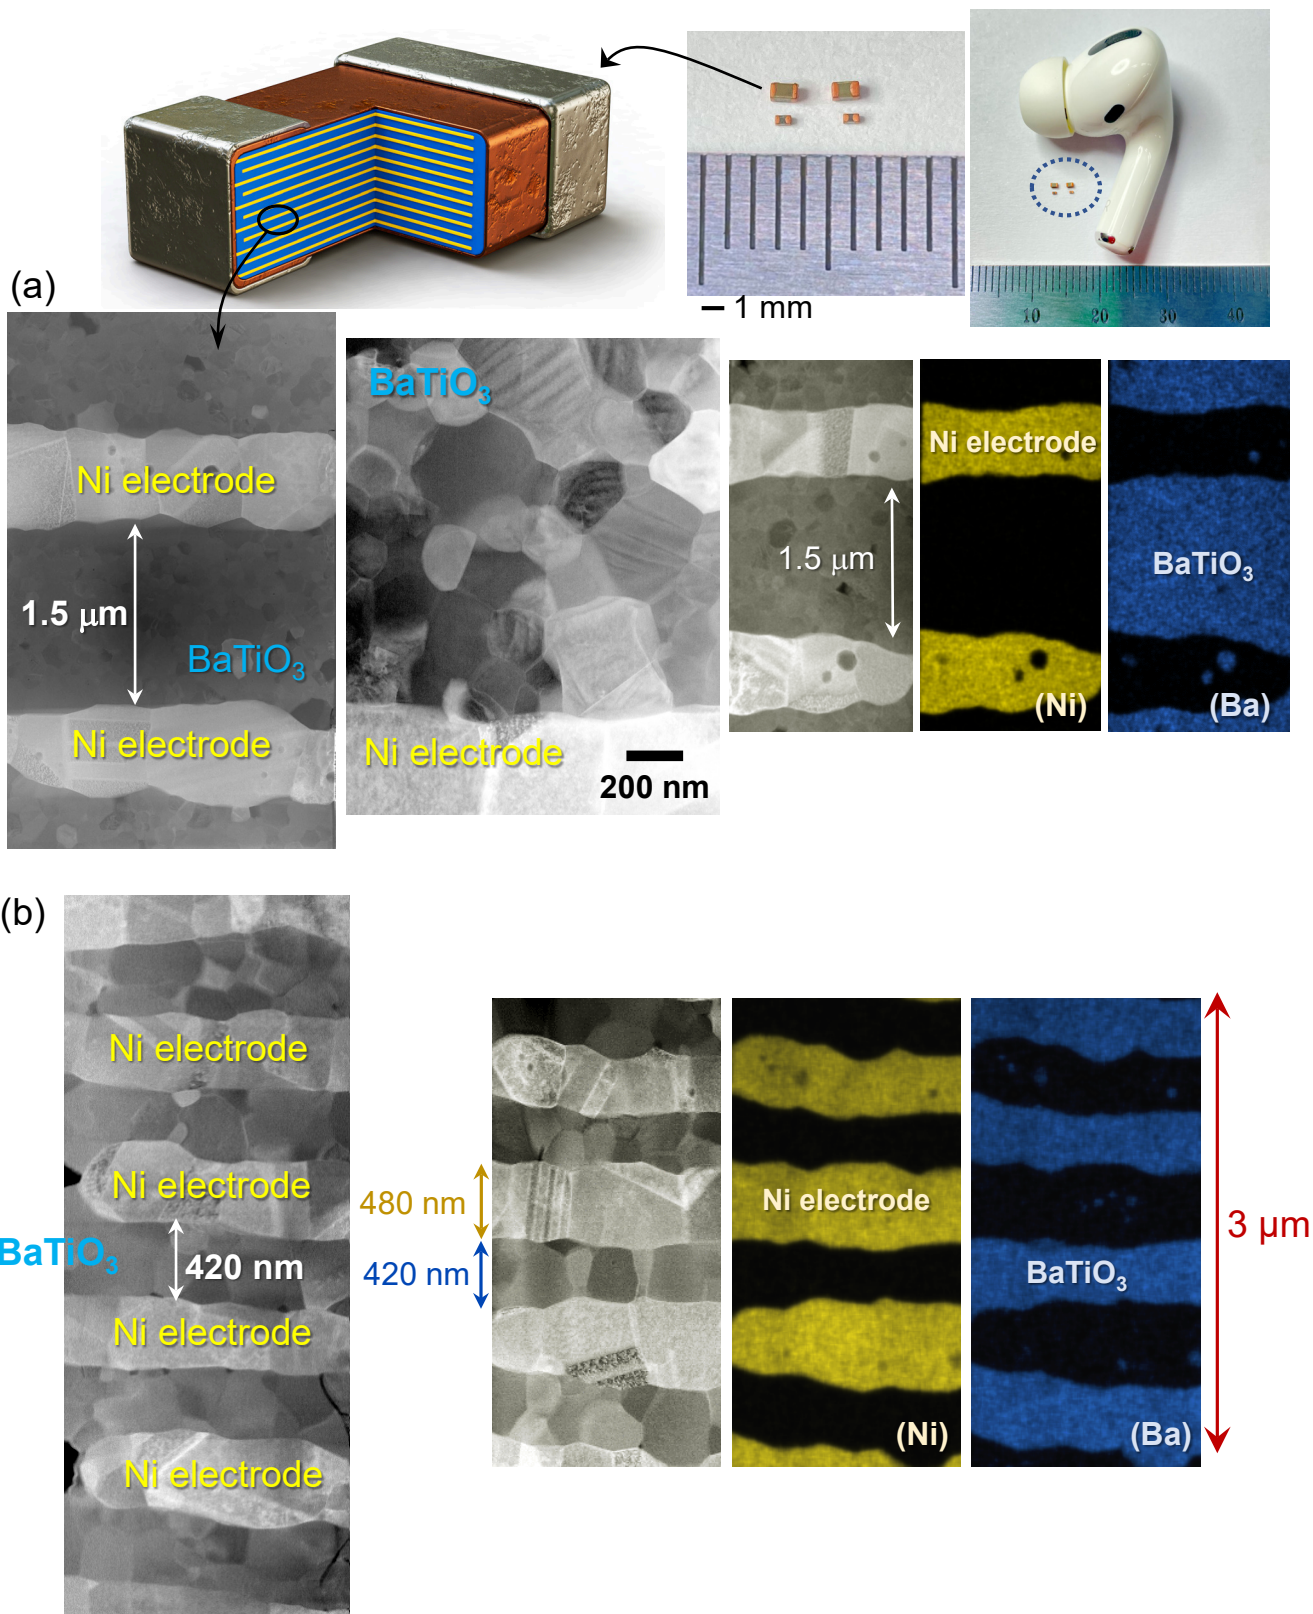 1 mm
10 20 30 40
(a)
Ni electrode
1.5 μm
BaTiO₃
Ni electrode
BaTiO₃
Ni electrode
200 nm
1.5 μm
Ni electrode
(Ni)
BaTiO₃
(Ba)
(b)
Ni electrode
Ni electrode
BaTiO₃
420 nm
Ni electrode
Ni electrode
480 nm
420 nm
Ni electrode
(Ni)
BaTiO₃
(Ba)
3 μm